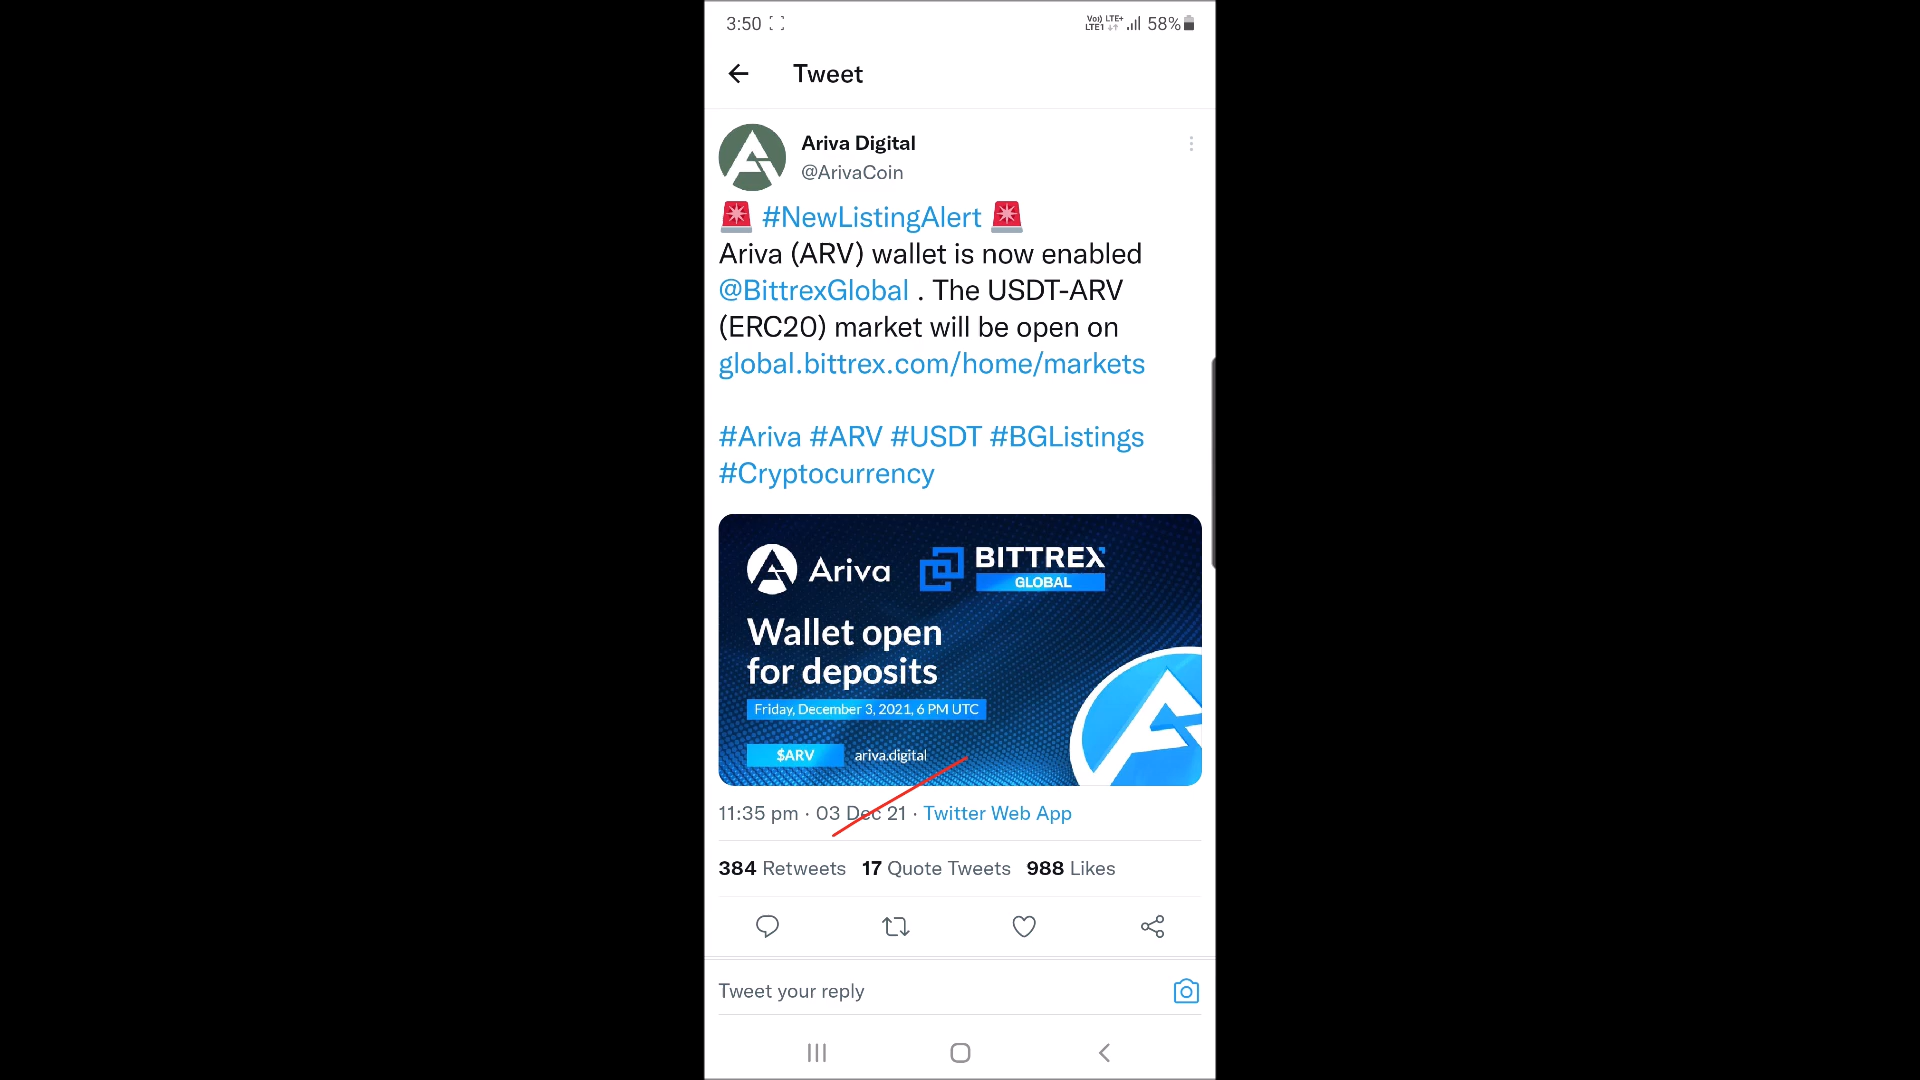 3:50 Vo) LTE+ LTE1 58%
Tweet
Ariva Digital
@ArivaCoin
🚨 #NewListingAlert 🚨
Ariva (ARV) wallet is now enabled
@BittrexGlobal . The USDT-ARV
(ERC20) market will be open on
global.bittrex.com/home/markets
#Ariva #ARV #USDT #BGListings
#Cryptocurrency
Ariva BITTREX
GLOBAL
Wallet open
for deposits
Friday, December 3, 2021, 6 PM UTC
$ARV ariva.digital
11:35 pm · 03 Dec 21 · Twitter Web App
384 Retweets 17 Quote Tweets 988 Likes
Tweet your reply